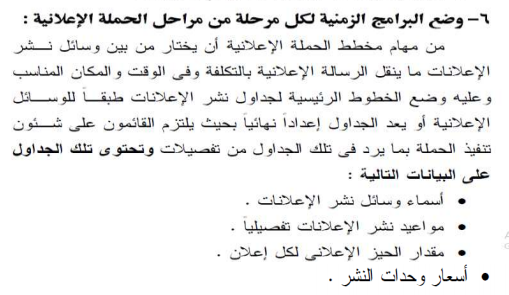 ٦- وضع البرامج الزمنية لكل مرحلة من مراحل الحملة الإعلانية :
من مهام مخطط الحملة الإعلانية أن يختار من بين وسائل نشر
الإعلانات ما ينقل الرسالة الإعلانية بالتكلفة وفى الوقت والمكان المناسب
وعليه وضع الخطوط الرئيسية لجداول نشر الإعلانات طبقاً للوسائل
الإعلانية أو يعد الجداول إعداداً نهائياً بحيث يلتزم القائمون على شئون
تنفيذ الحملة بما يرد فى تلك الجداول من تفصيلات وتحتوى تلك الجداول
على البيانات التالية :
• أسماء وسائل نشر الإعلانات .
• مواعيد نشر الإعلانات تفصيلياً .
• مقدار الحيز الإعلانى لكل إعلان .
• أسعار وحدات النشر .